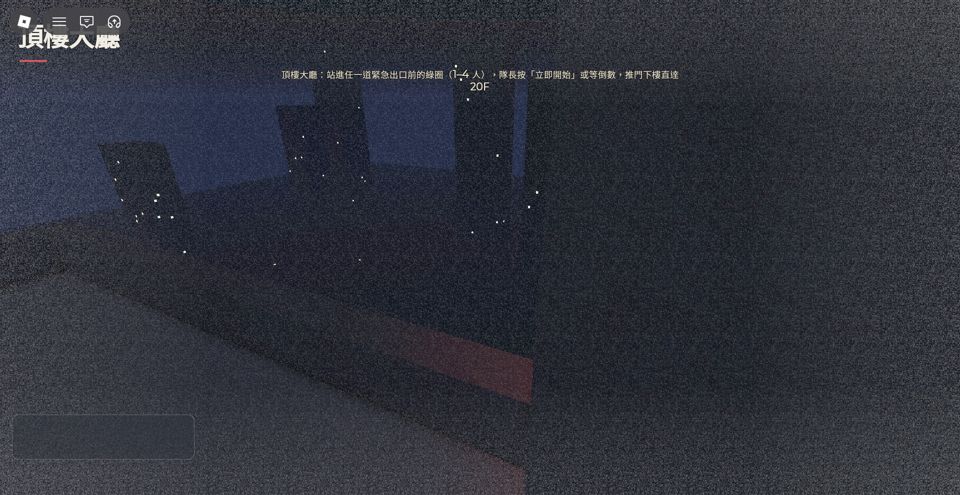 頂樓大廳
頂樓大廳：站進任一道緊急出口前的綠圈（1–4 人），隊長按「立即開始」或等倒數，推門下樓直達
20F